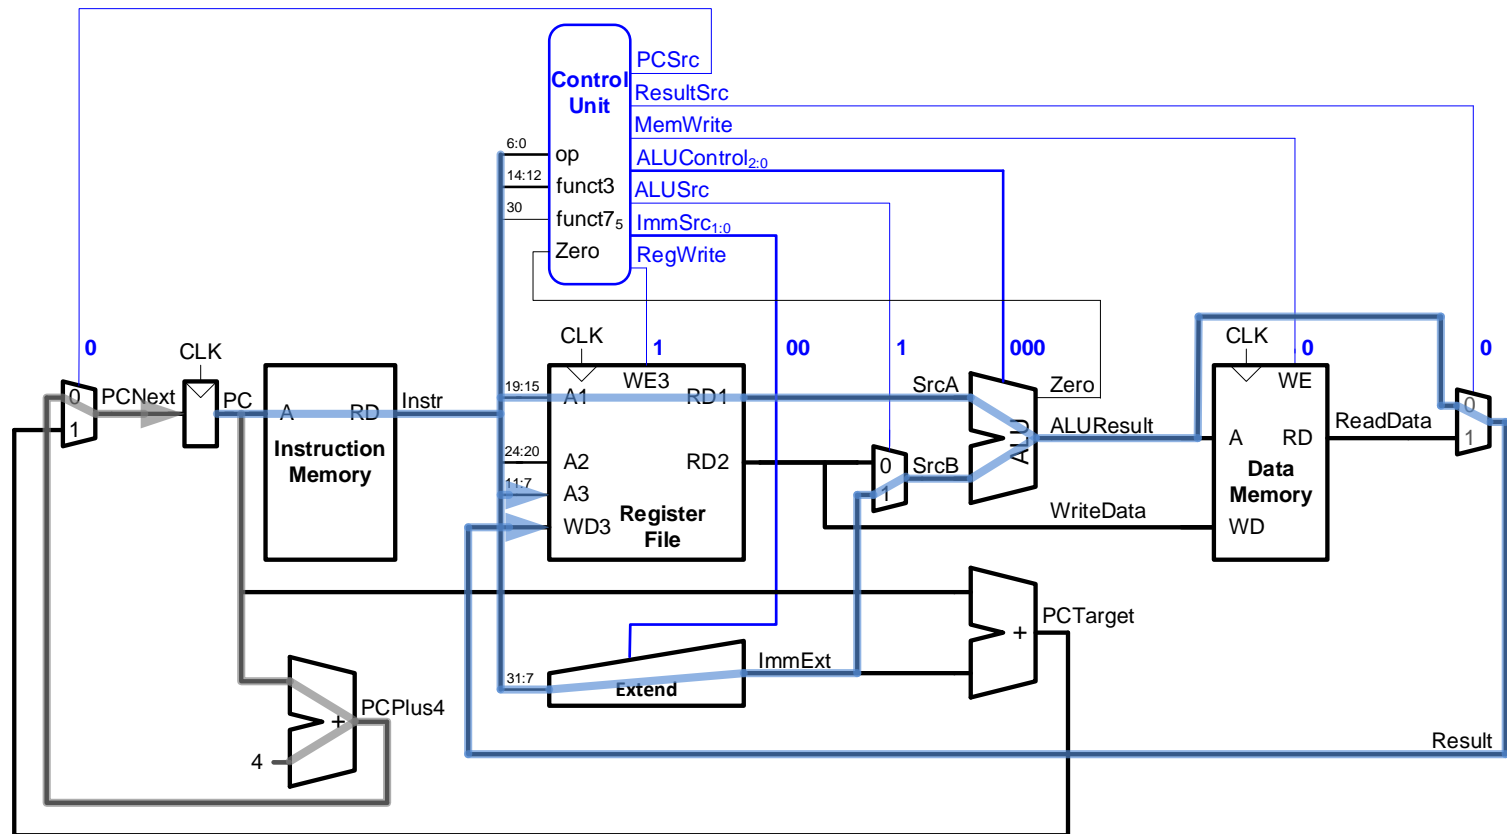 PCSrc
Control
Unit
ResultSrc
MemWrite
6:0
op
ALUControl2:0
14:12
funct3
ALUSrc
30
funct75
ImmSrc1:0
Zero
RegWrite
0
CLK
CLK
1
00
1
000
CLK
0
0
0
PCNext
PC
A
RD
Instr
19:15
A1
WE3
RD1
SrcA
Zero
WE
0
1
Instruction
Memory
24:20
A2
RD2
0
SrcB
ALU
ALUResult
A
RD
ReadData
1
11:7
A3
1
Data
Memory
WD3
Register
File
WriteData
WD
PCTarget
+
31:7
Extend
ImmExt
PCPlus4
+
4
Result